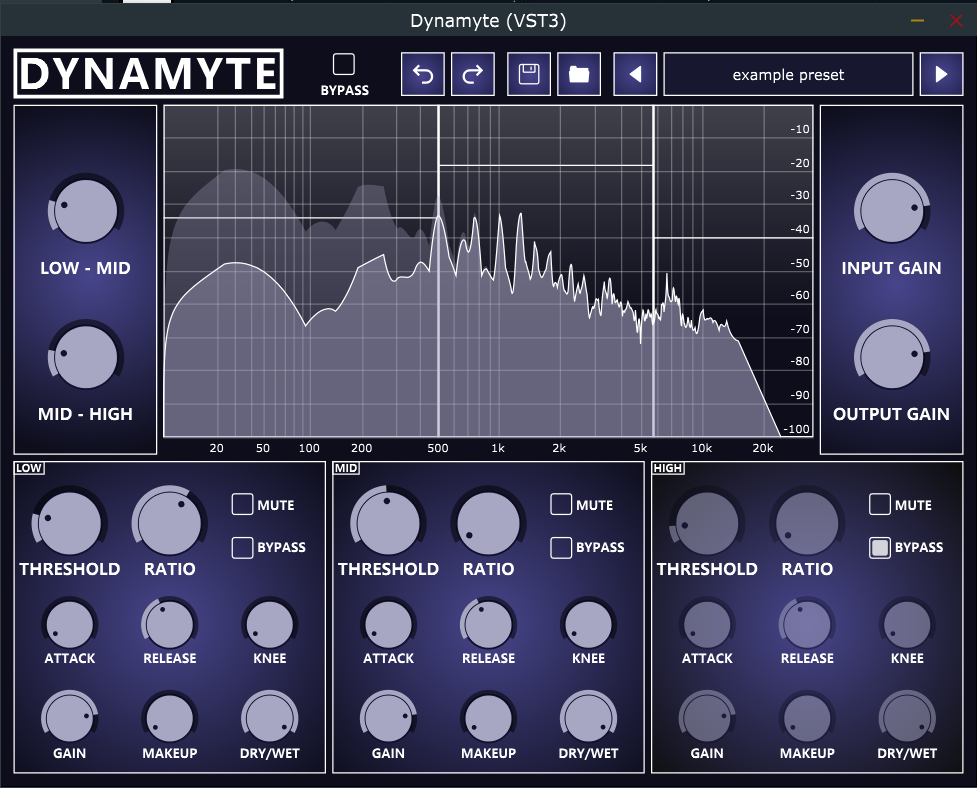 Dynamyte (VST3)
DYNAMYTE
BYPASS
example preset
LOW - MID
MID - HIGH
-10
-20
-30
-40
-50
-60
-70
-80
-90
-100
20 50 100 200 500 1k 2k 5k 10k 20k
INPUT GAIN
OUTPUT GAIN
LOW
MUTE
BYPASS
THRESHOLD RATIO
ATTACK RELEASE KNEE
GAIN MAKEUP DRY/WET
MID
MUTE
BYPASS
THRESHOLD RATIO
ATTACK RELEASE KNEE
GAIN MAKEUP DRY/WET
HIGH
MUTE
BYPASS
THRESHOLD RATIO
ATTACK RELEASE KNEE
GAIN MAKEUP DRY/WET